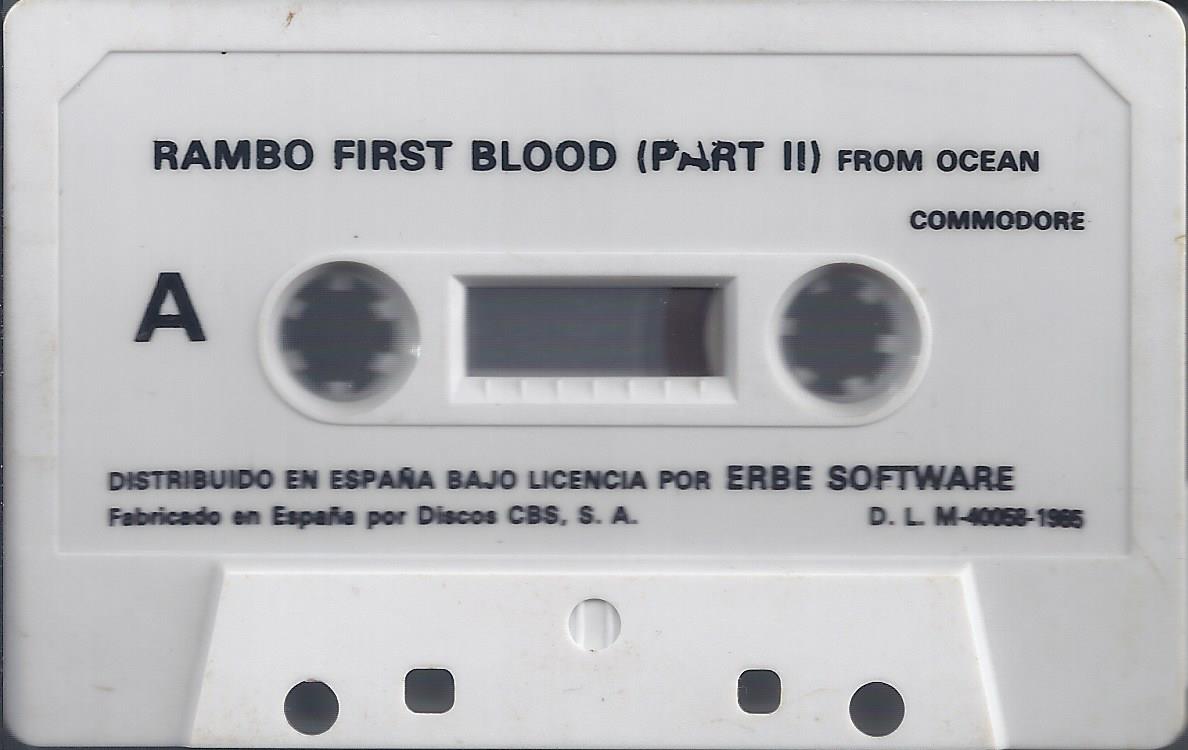 RAMBO FIRST BLOOD (PART II) FROM OCEAN
COMMODORE
A
DISTRIBUIDO EN ESPAÑA BAJO LICENCIA POR ERBE SOFTWARE
Fabricado en España por Discos CBS, S. A.
D. L. M-40058-1985